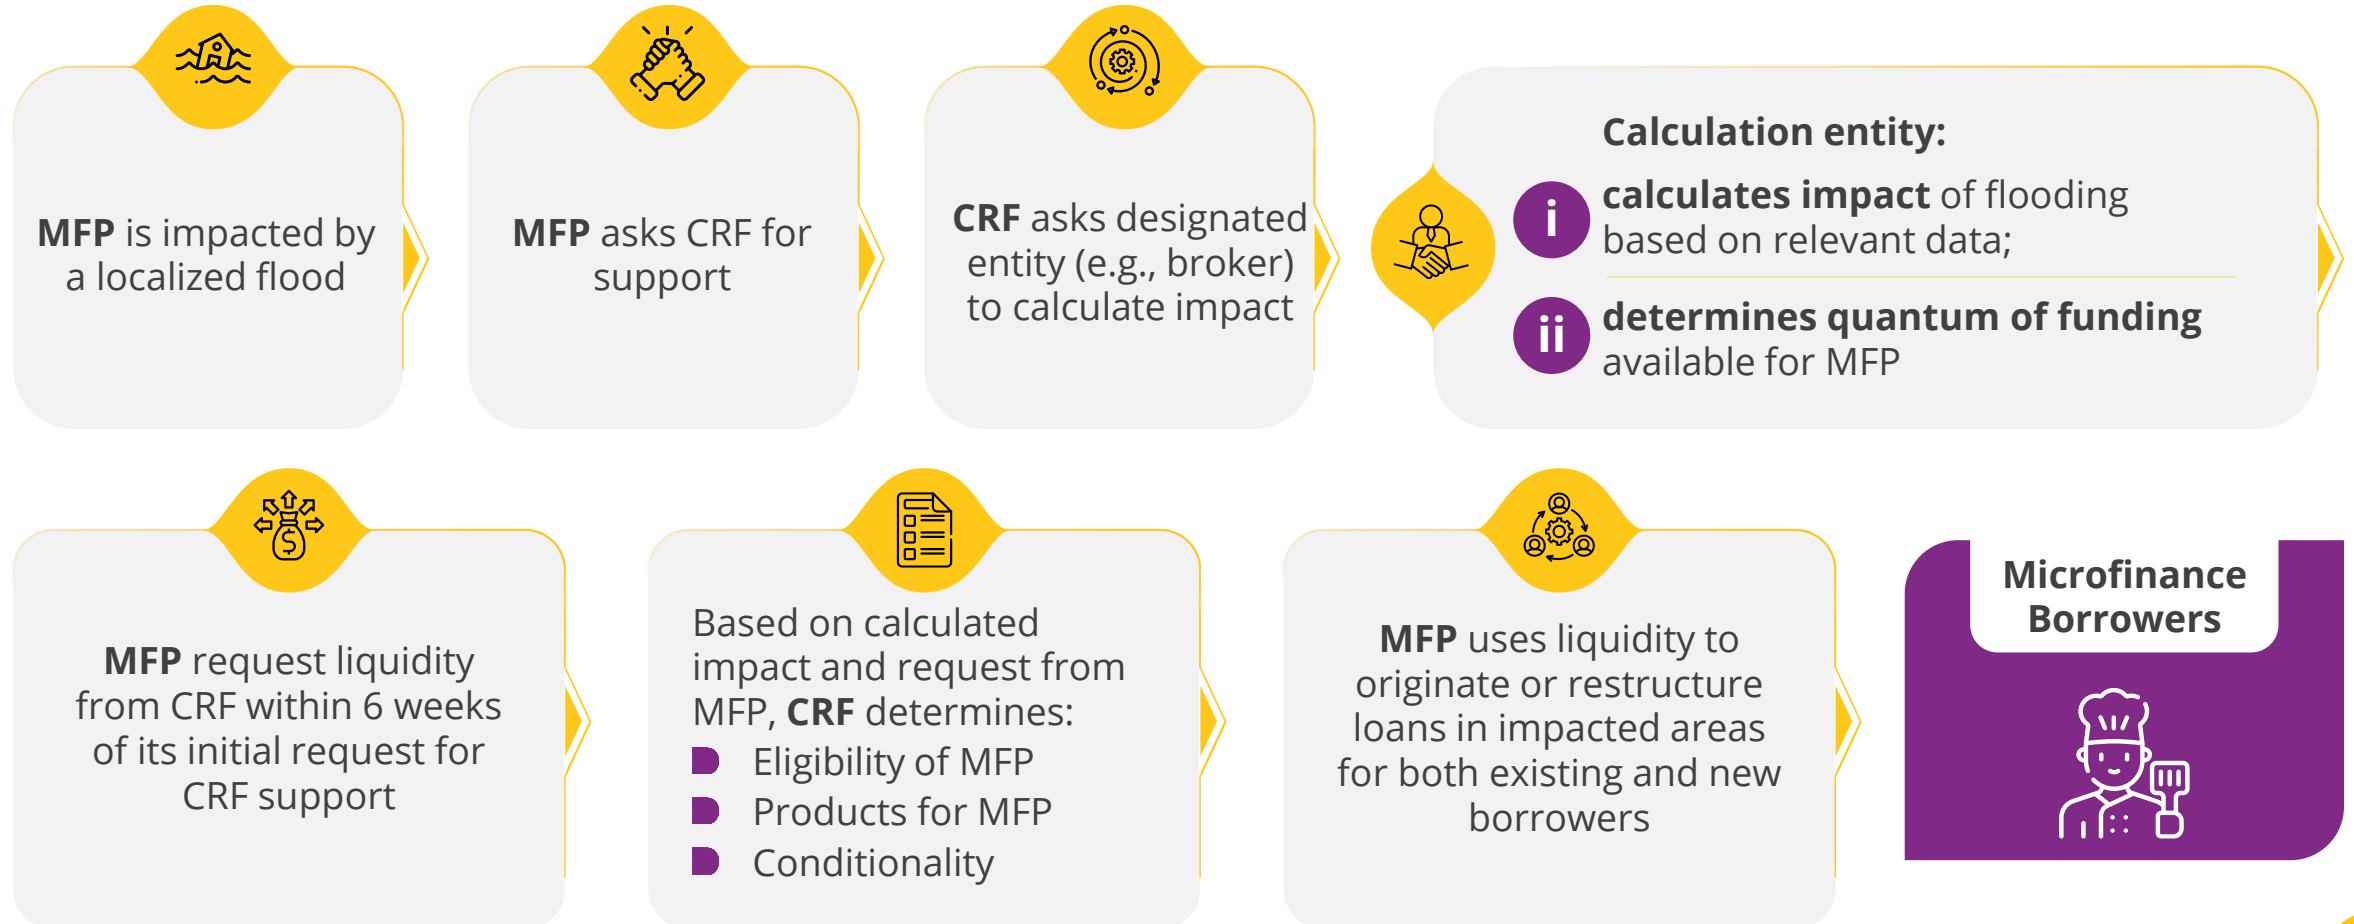 MFP is impacted by
a localized flood
MFP asks CRF for
support
CRF asks designated
entity (e.g., broker)
to calculate impact
Calculation entity:
i
calculates impact of flooding
based on relevant data;
ii
determines quantum of funding
available for MFP
MFP request liquidity
from CRF within 6 weeks
of its initial request for
CRF support
Based on calculated
impact and request from
MFP, CRF determines:
Eligibility of MFP
Products for MFP
Conditionality
MFP uses liquidity to
originate or restructure
loans in impacted areas
for both existing and new
borrowers
Microfinance
Borrowers